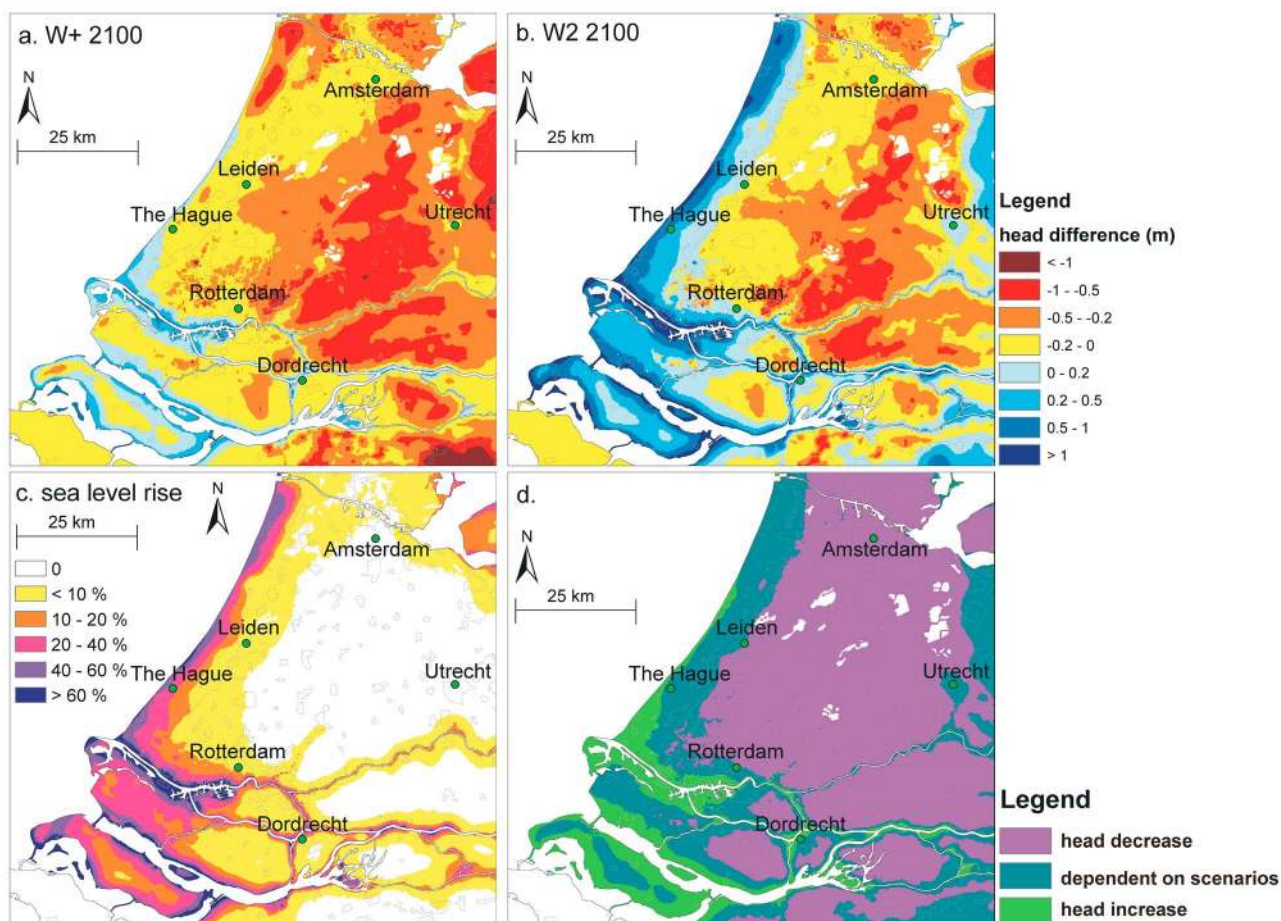 a. W+ 2100
N
25 km
Amsterdam
Leiden
The Hague
Utrecht
Rotterdam
Dordrecht
b. W2 2100
N
25 km
Amsterdam
Leiden
The Hague
Utrecht
Rotterdam
Dordrecht
Legend
head difference (m)
< -1
-1 - -0.5
-0.5 - -0.2
-0.2 - 0
0 - 0.2
0.2 - 0.5
0.5 - 1
> 1
c. sea level rise
N
25 km
0
< 10 %
10 - 20 %
20 - 40 %
40 - 60 %
> 60 %
Amsterdam
Leiden
The Hague
Utrecht
Rotterdam
Dordrecht
d.
N
25 km
Amsterdam
Leiden
The Hague
Utrecht
Rotterdam
Dordrecht
Legend
head decrease
dependent on scenarios
head increase